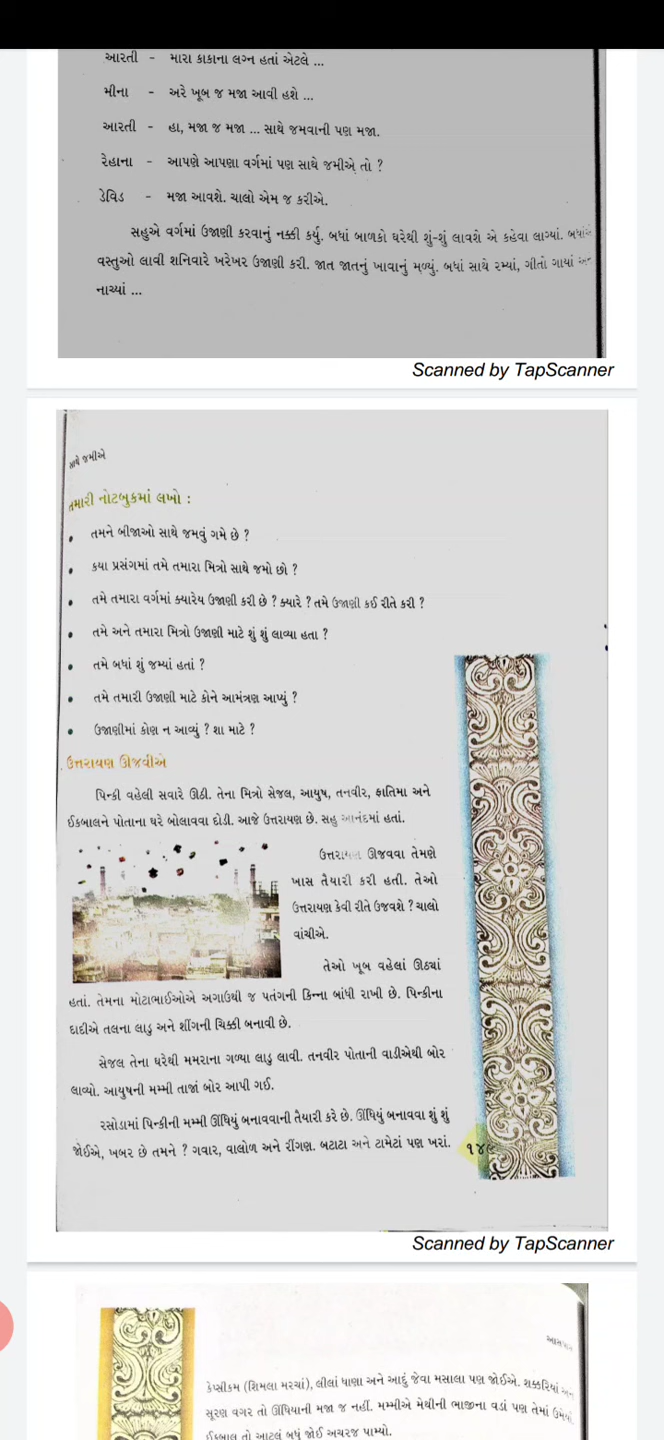 આરતી - મારા કાકાના લગ્ન હતાં એટલે ...
મીના - અરે ખૂબ જ મજા આવી હશે ...
આરતી - હા, મજા જ મજા ... સાથે જમવાની પણ મજા.
રેહાના - આપણે આપણા વર્ગમાં પણ સાથે જમીએ તો ?
ડેવિડ - મજા આવશે. ચાલો એમ જ કરીએ.
સહુએ વર્ગમાં ઉજાણી કરવાનું નક્કી કર્યુ. બધાં બાળકો ઘરેથી શું-શું લાવશે એ કહેવા લાગ્યાં.
વસ્તુઓ લાવી શનિવારે ખરેખર ઉજાણી કરી. જાત જાતનું ખાવાનું મળ્યું. બધાં સાથે રમ્યાં, ગીતો ગાયાં
નાચ્યાં ...
Scanned by TapScanner
સાથે જમીએ
તમારી નોટબુકમાં લખો :
• તમને બીજાઓ સાથે જમવું ગમે છે ?
• કયા પ્રસંગમાં તમે તમારા મિત્રો સાથે જમો છો ?
• તમે તમારા વર્ગમાં ક્યારેય ઉજાણી કરી છે ? ક્યારે ? તમે ઉજાણી કઈ રીતે કરી ?
• તમે અને તમારા મિત્રો ઉજાણી માટે શું શું લાવ્યા હતા ?
• તમે બધાં શું જમ્યાં હતાં ?
• તમે તમારી ઉજાણી માટે કોને આમંત્રણ આપ્યું ?
• ઉજાણીમાં કોણ ન આવ્યું ? શા માટે ?
ઉત્તરાયણ ઊજવીએ
પિન્કી વહેલી સવારે ઊઠી. તેના મિત્રો સેજલ, આયુષ, તનવીર, ફાતિમા અને
ઈકબાલને પોતાના ઘરે બોલાવવા દોડી. આજે ઉત્તરાયણ છે. સહુ આનંદમાં હતાં.
ઉત્તરાયણ ઊજવવા તેમણે
ખાસ તૈયારી કરી હતી. તેઓ
ઉત્તરાયણ કેવી રીતે ઉજવશે ? ચાલો
વાંચીએ.
તેઓ ખૂબ વહેલાં ઊઠ્યાં
હતાં. તેમના મોટાભાઈઓએ અગાઉથી જ પતંગની કિન્ના બાંધી રાખી છે. પિન્કીના
દાદીએ તલના લાડુ અને શીંગની ચિક્કી બનાવી છે.
સેજલ તેના ઘરેથી મમરાના ગળ્યા લાડુ લાવી. તનવીર પોતાની વાડીએથી બોર
લાવ્યો. આયુષની મમ્મી તાજાં બોર આપી ગઈ.
રસોડામાં પિન્કીની મમ્મી ઊંધિયું બનાવવાની તૈયારી કરે છે. ઊંધિયું બનાવવા શું શું
જોઈએ, ખબર છે તમને ? ગવાર, વાલોળ અને રીંગણ. બટાટા અને ટામેટાં પણ ખરાં.
Scanned by TapScanner
કેપ્સીકમ (શિમલા મરચાં), લીલાં ધાણા અને આદું જેવા મસાલા પણ જોઈએ. શક્કરિયાં
સૂરણ વગર તો ઊંધિયાની મજા જ નહીં. મમ્મીએ મેથીની ભાજીના વડાં પણ તેમાં
ઈકબાલ તો આટલું બધું જોઈ અચરજ પામ્યો.